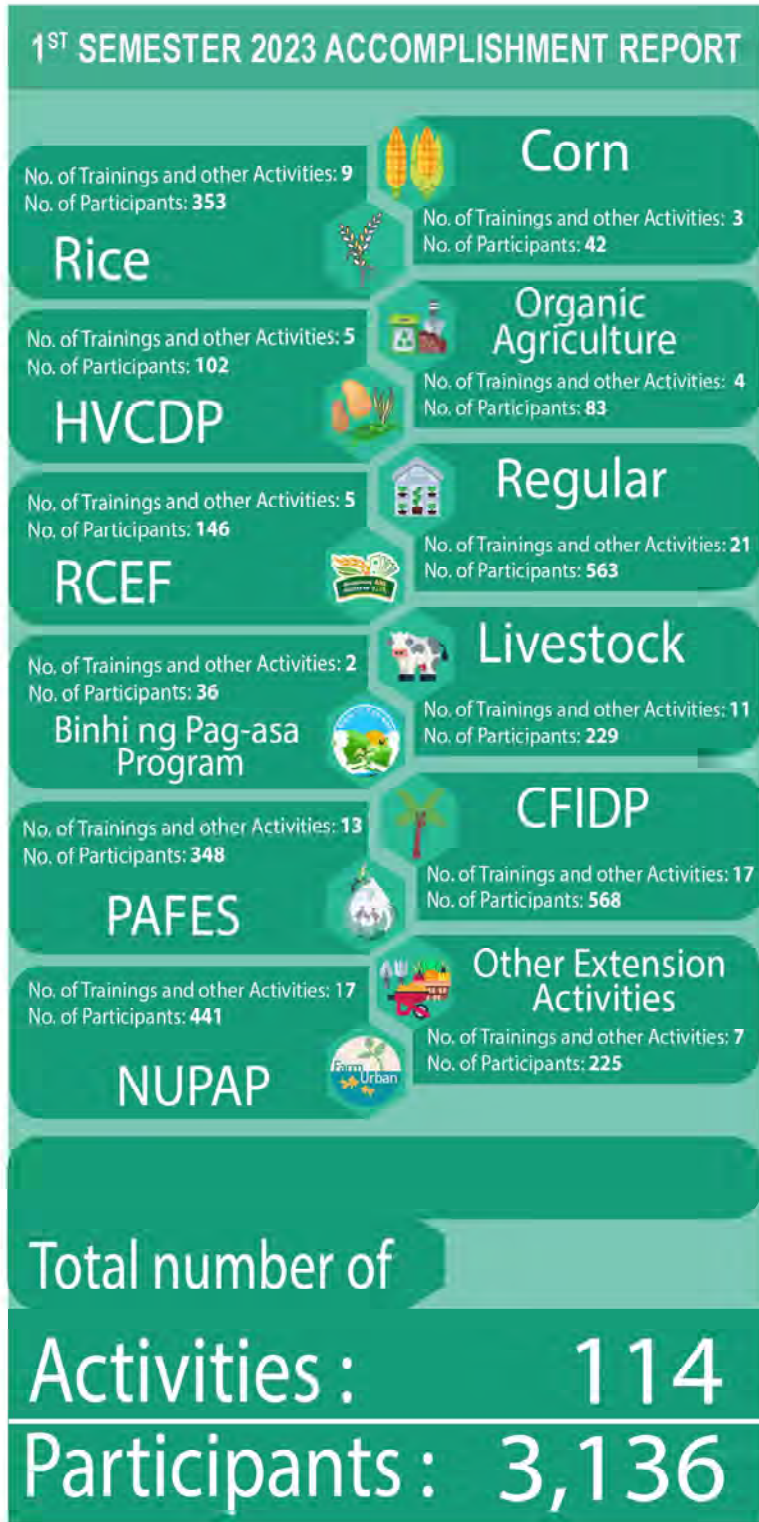 1ST SEMESTER 2023 ACCOMPLISHMENT REPORT
No. of Trainings and other Activities: 9
No. of Participants: 353
Rice
Corn
No. of Trainings and other Activities: 3
No. of Participants: 42
No. of Trainings and other Activities: 5
No. of Participants: 102
HVCDP
Organic
Agriculture
No. of Trainings and other Activities: 4
No. of Participants: 83
No. of Trainings and other Activities: 5
No. of Participants: 146
RCEF
Regular
No. of Trainings and other Activities: 21
No. of Participants: 563
No. of Trainings and other Activities: 2
No. of Participants: 36
Binhi ng Pag-asa
Program
Livestock
No. of Trainings and other Activities: 11
No. of Participants: 229
No. of Trainings and other Activities: 13
No. of Participants: 348
PAFES
CFIDP
No. of Trainings and other Activities: 17
No. of Participants: 568
No. of Trainings and other Activities: 17
No. of Participants: 441
NUPAP
Farm
Urban
Other Extension
Activities
No. of Trainings and other Activities: 7
No. of Participants: 225
Total number of
Activities : 114
Participants : 3,136